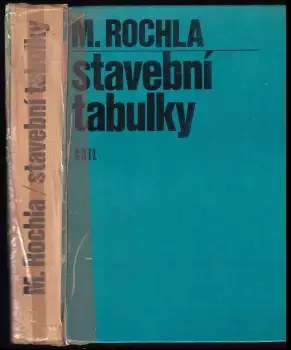 M. Rochla / stavební tabulky
M. ROCHLA
stavební
tabulky
SNTL